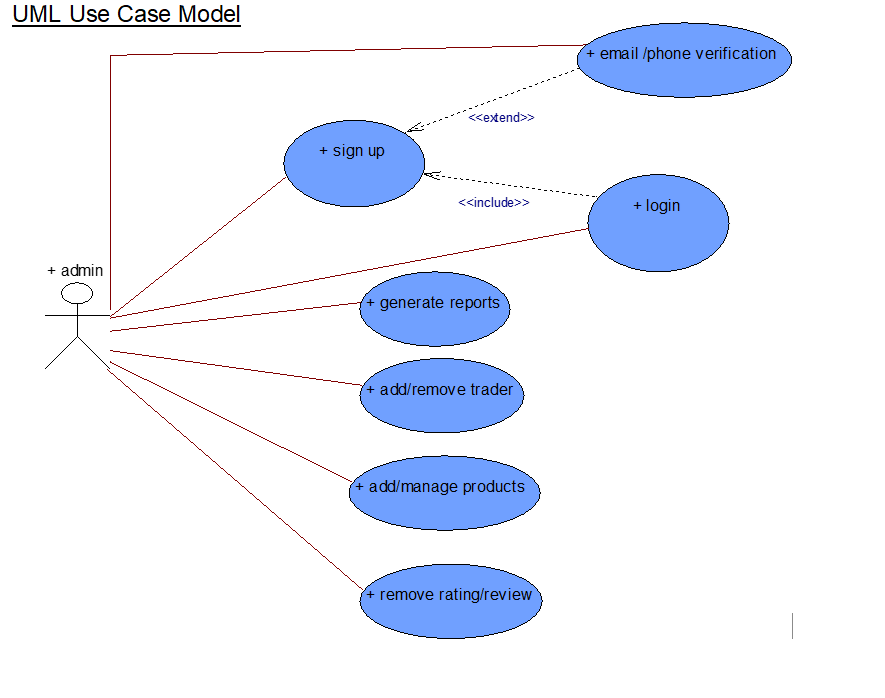 UML Use Case Model
+ email /phone verification
<<extend>>
+ sign up
<<include>>
+ login
+ admin
+ generate reports
+ add/remove trader
+ add/manage products
+ remove rating/review